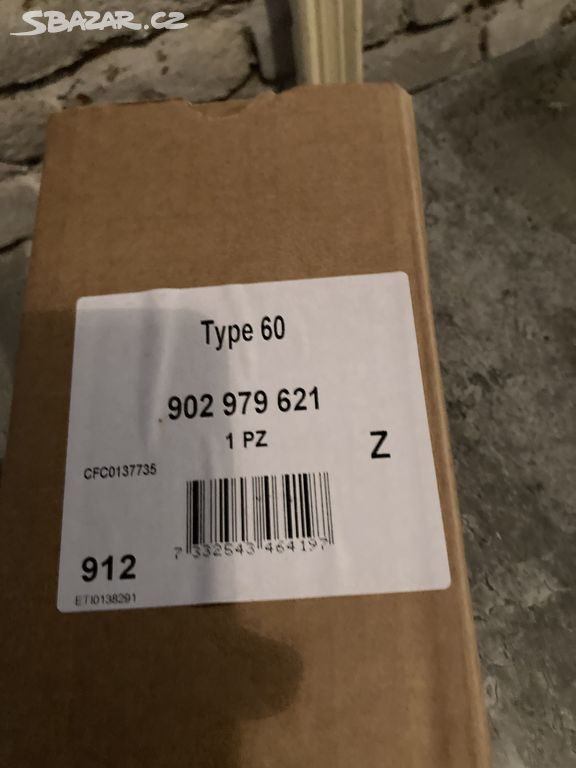 SBAZAR.CZ
Type 60
902 979 621
1 PZ
Z
CFC0137735
7 332543 464197
912
ETI0138291